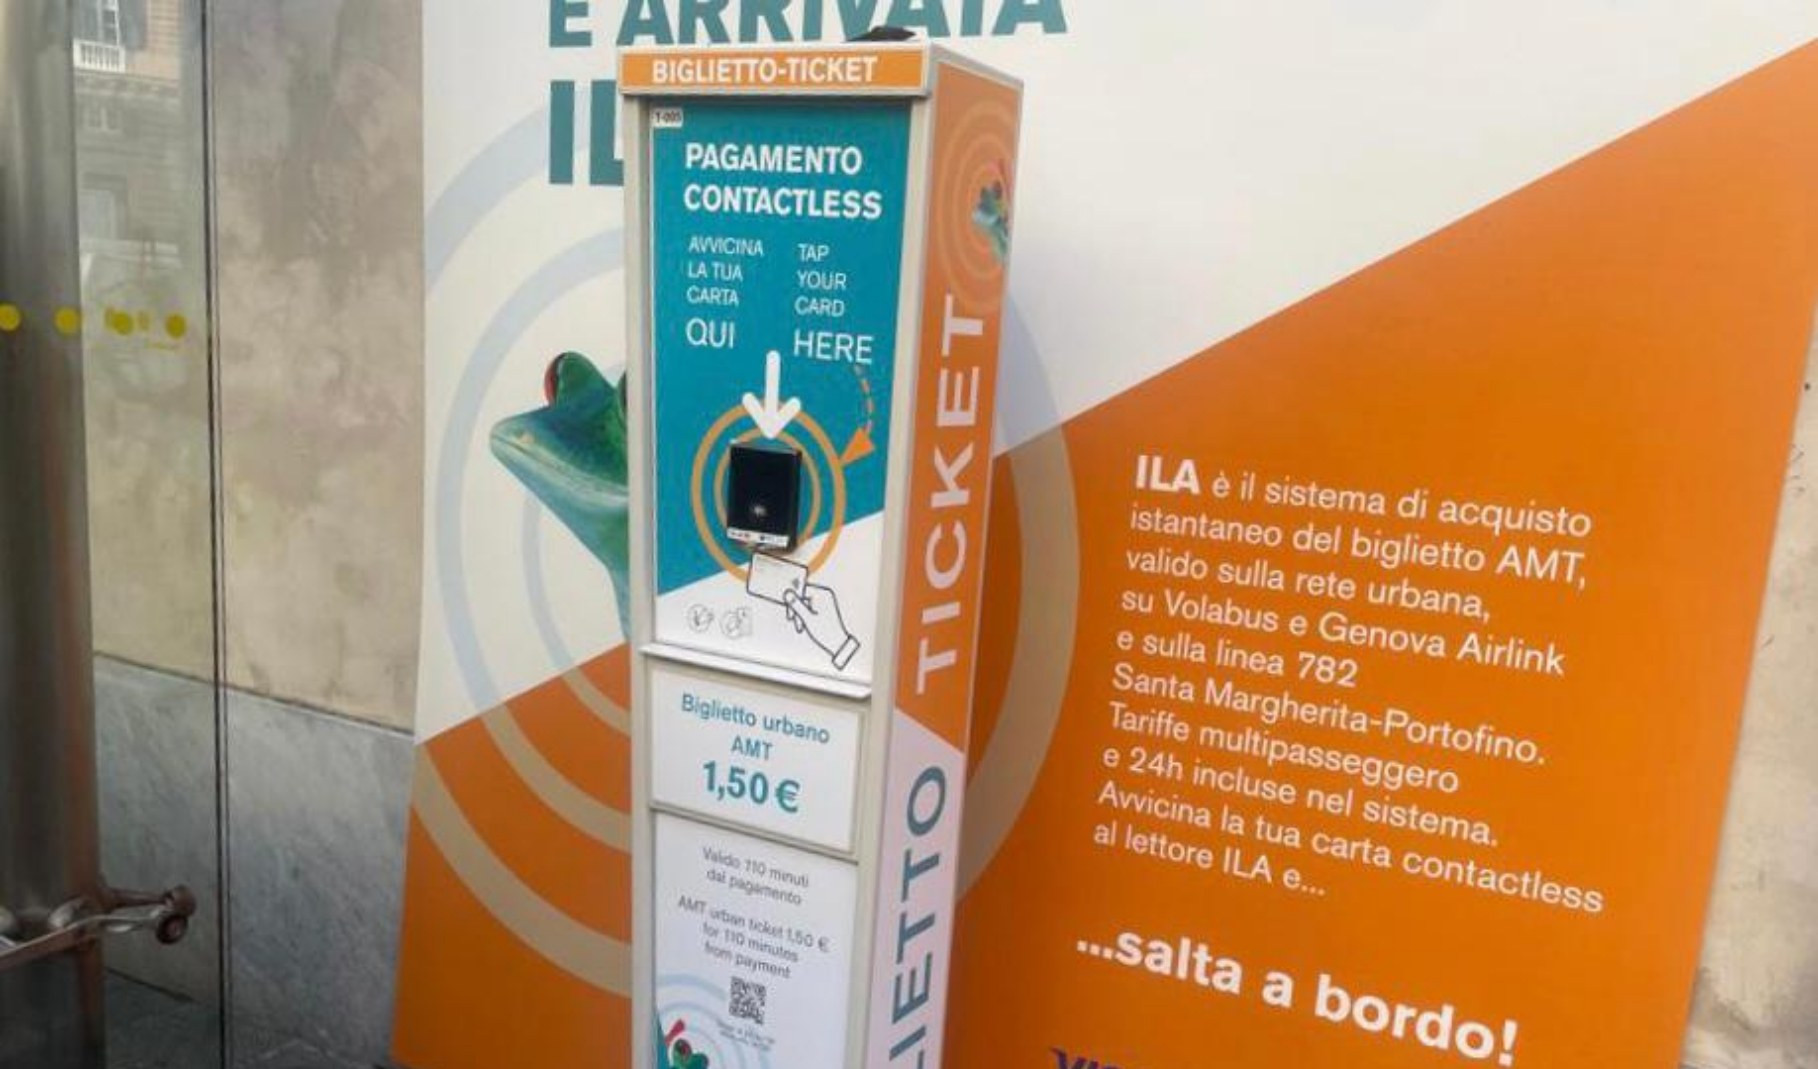 È ARRIVATA
BIGLIETTO-TICKET
T-005
PAGAMENTO
CONTACTLESS
AVVICINA
LA TUA
CARTA
QUI
TAP
YOUR
CARD
HERE
Biglietto urbano
AMT
1,50 €
Valido 110 minuti
dal pagamento
AMT urban ticket 1,50 €
for 110 minutes
from payment
TICKET
ILA è il sistema di acquisto
istantaneo del biglietto AMT,
valido sulla rete urbana,
su Volabus e Genova Airlink
e sulla linea 782
Santa Margherita-Portofino.
Tariffe multipasseggero
e 24h incluse nel sistema.
Avvicina la tua carta contactless
al lettore ILA e...
...salta a bordo!